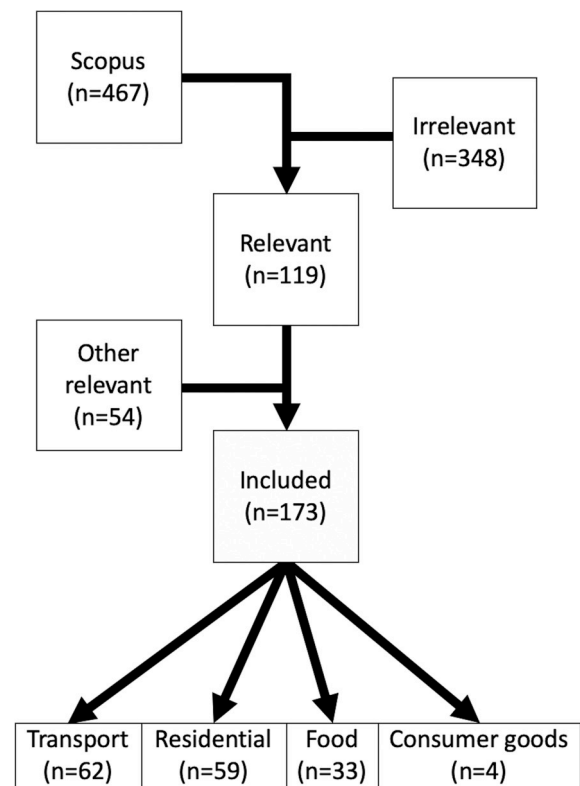 Scopus
(n=467)
Irrelevant
(n=348)
Relevant
(n=119)
Other
relevant
(n=54)
Included
(n=173)
Transport
(n=62)
Residential
(n=59)
Food
(n=33)
Consumer goods
(n=4)